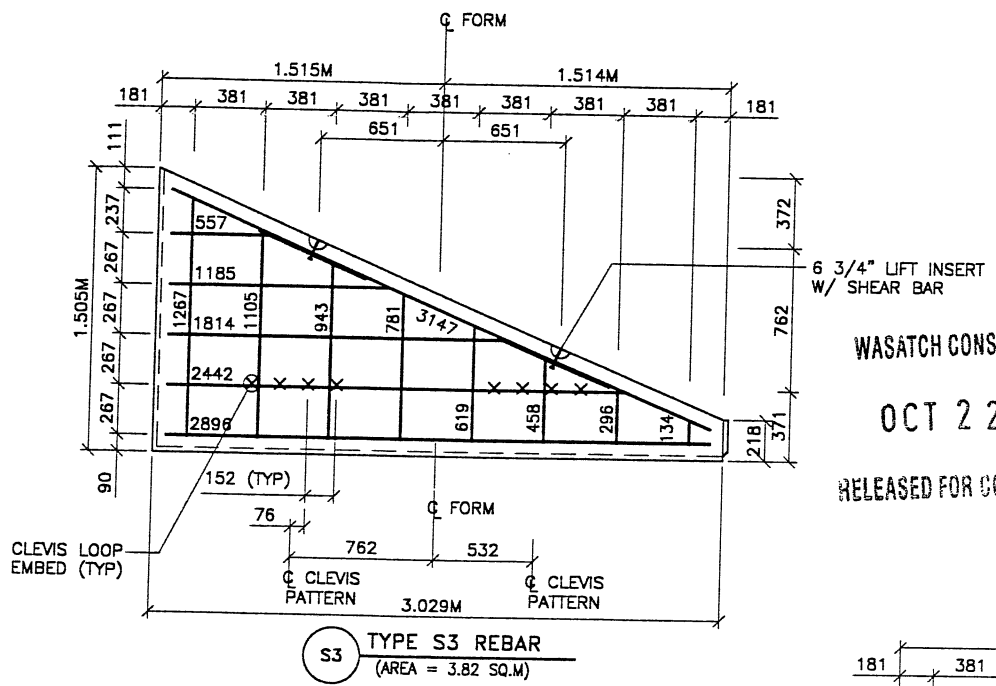 ℄ FORM
1.515M 1.514M
181 381 381 381 381 381 381 381 181
651 651
111
237
267
267
267
267
90
1.505M
557
1185
1814
2442
2896
1267 1105 943 781 619 458 296 134
3147
372
762
371
218
6 3/4" LIFT INSERT
W/ SHEAR BAR
WASATCH CONS
OCT 2 2
RELEASED FOR CO
152 (TYP)
76
℄ FORM
762 532
CLEVIS LOOP
EMBED (TYP)
℄ CLEVIS
PATTERN
℄ CLEVIS
PATTERN
3.029M
S3 TYPE S3 REBAR
(AREA = 3.82 SQ.M)
181 381